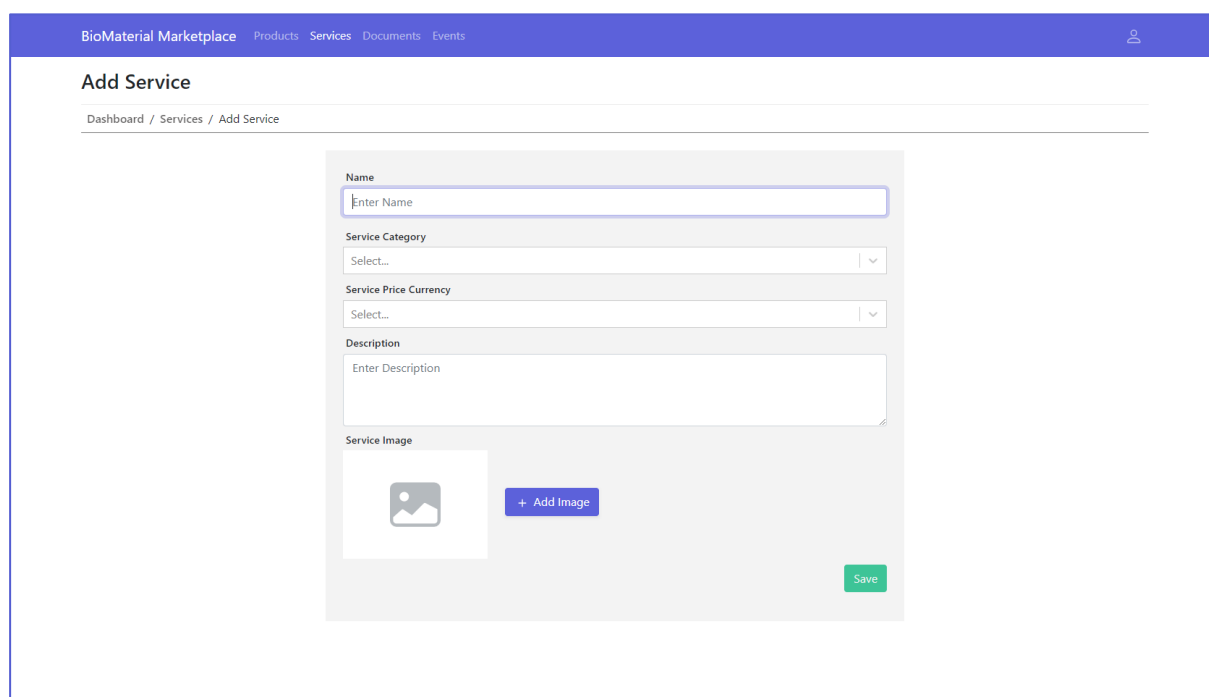 BioMaterial Marketplace Products Services Documents Events
Add Service
Dashboard / Services / Add Service
Name
Enter Name
Service Category
Select...
Service Price Currency
Select...
Description
Enter Description
Service Image
+ Add Image
Save